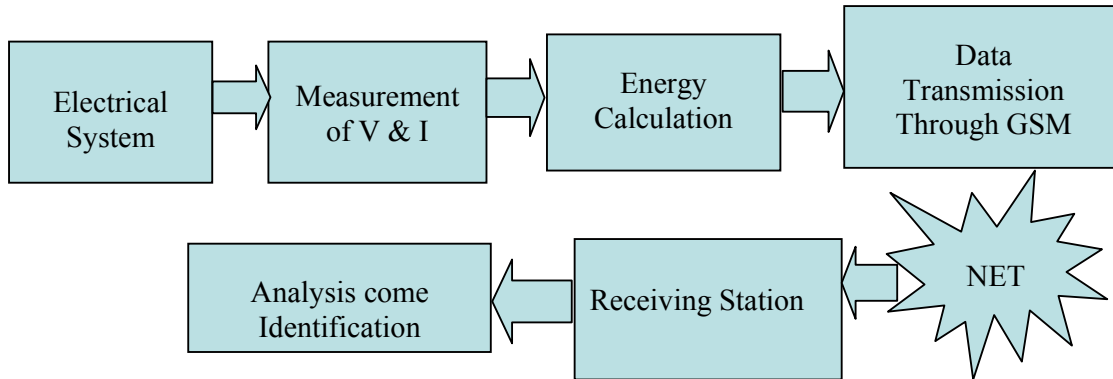 Electrical
System
Measurement
of V & I
Energy
Calculation
Data
Transmission
Through GSM
NET
Receiving Station
Analysis come
Identification